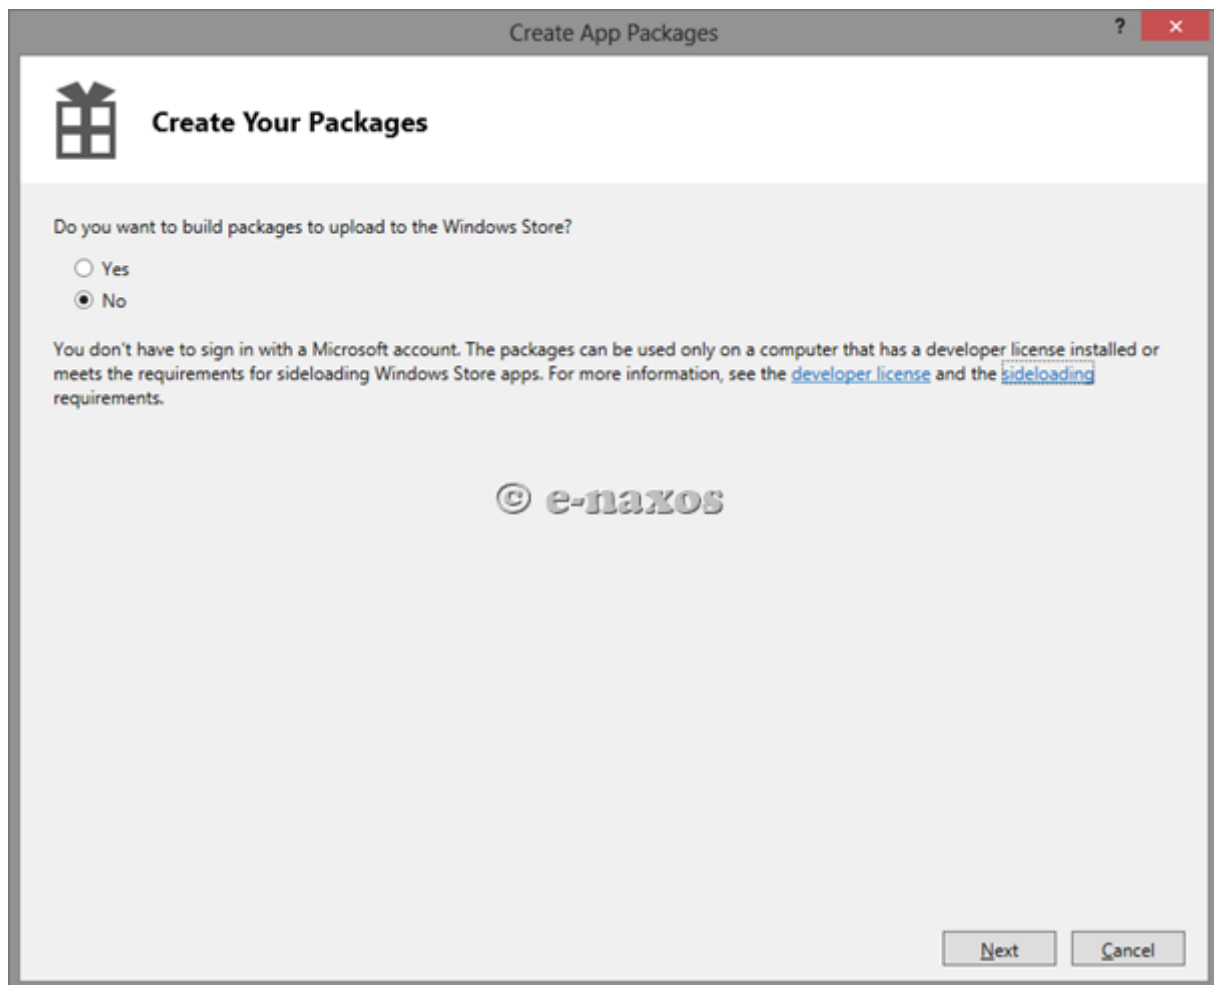 Create App Packages
?
Create Your Packages
Do you want to build packages to upload to the Windows Store?
Yes
No
You don't have to sign in with a Microsoft account. The packages can be used only on a computer that has a developer license installed or
meets the requirements for sideloading Windows Store apps. For more information, see the developer license and the sideloading
requirements.
© e-naxos
Next
Cancel